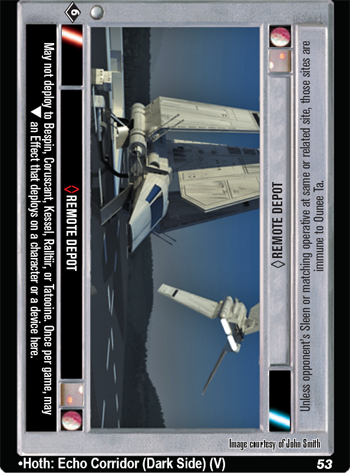 6
May not deploy to Bespin, Coruscant, Kessel, Ralltiir, or Tatooine. Once per game, may
▼ an Effect that deploys on a character or a device here.
◊REMOTE DEPOT
◊REMOTE DEPOT
Unless opponent's Sleen or matching operative at same or related site, those sites are
immune to Ounee Ta.
Image courtesy of John Smith
•Hoth: Echo Corridor (Dark Side) (V)
53